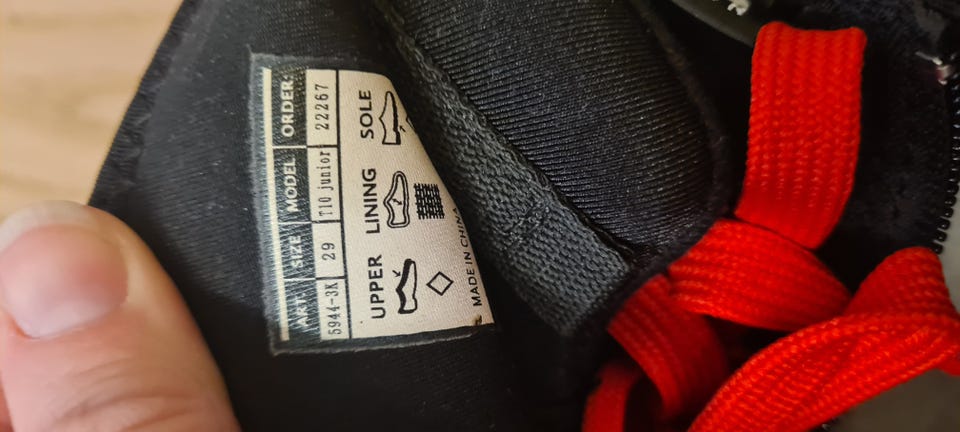 ART. SIZE MODEL ORDER:
5944-3K 29 T10 junior 22267
UPPER LINING SOLE
MADE IN CHINA